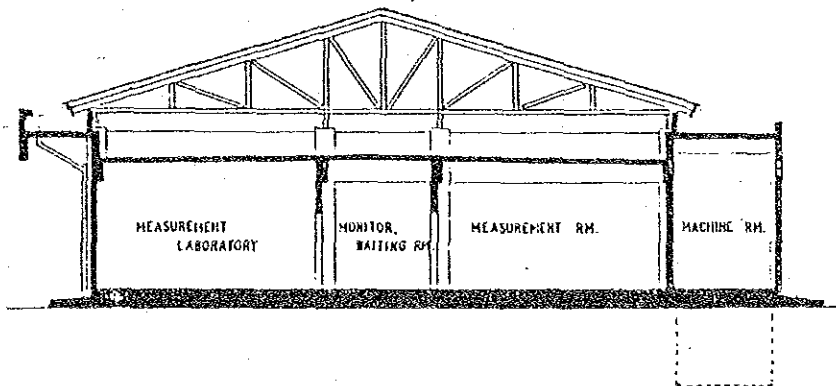 MEASUREMENT
LABORATORY
MONITOR,
WAITING RM.
MEASUREMENT RM.
MACHINE RM.